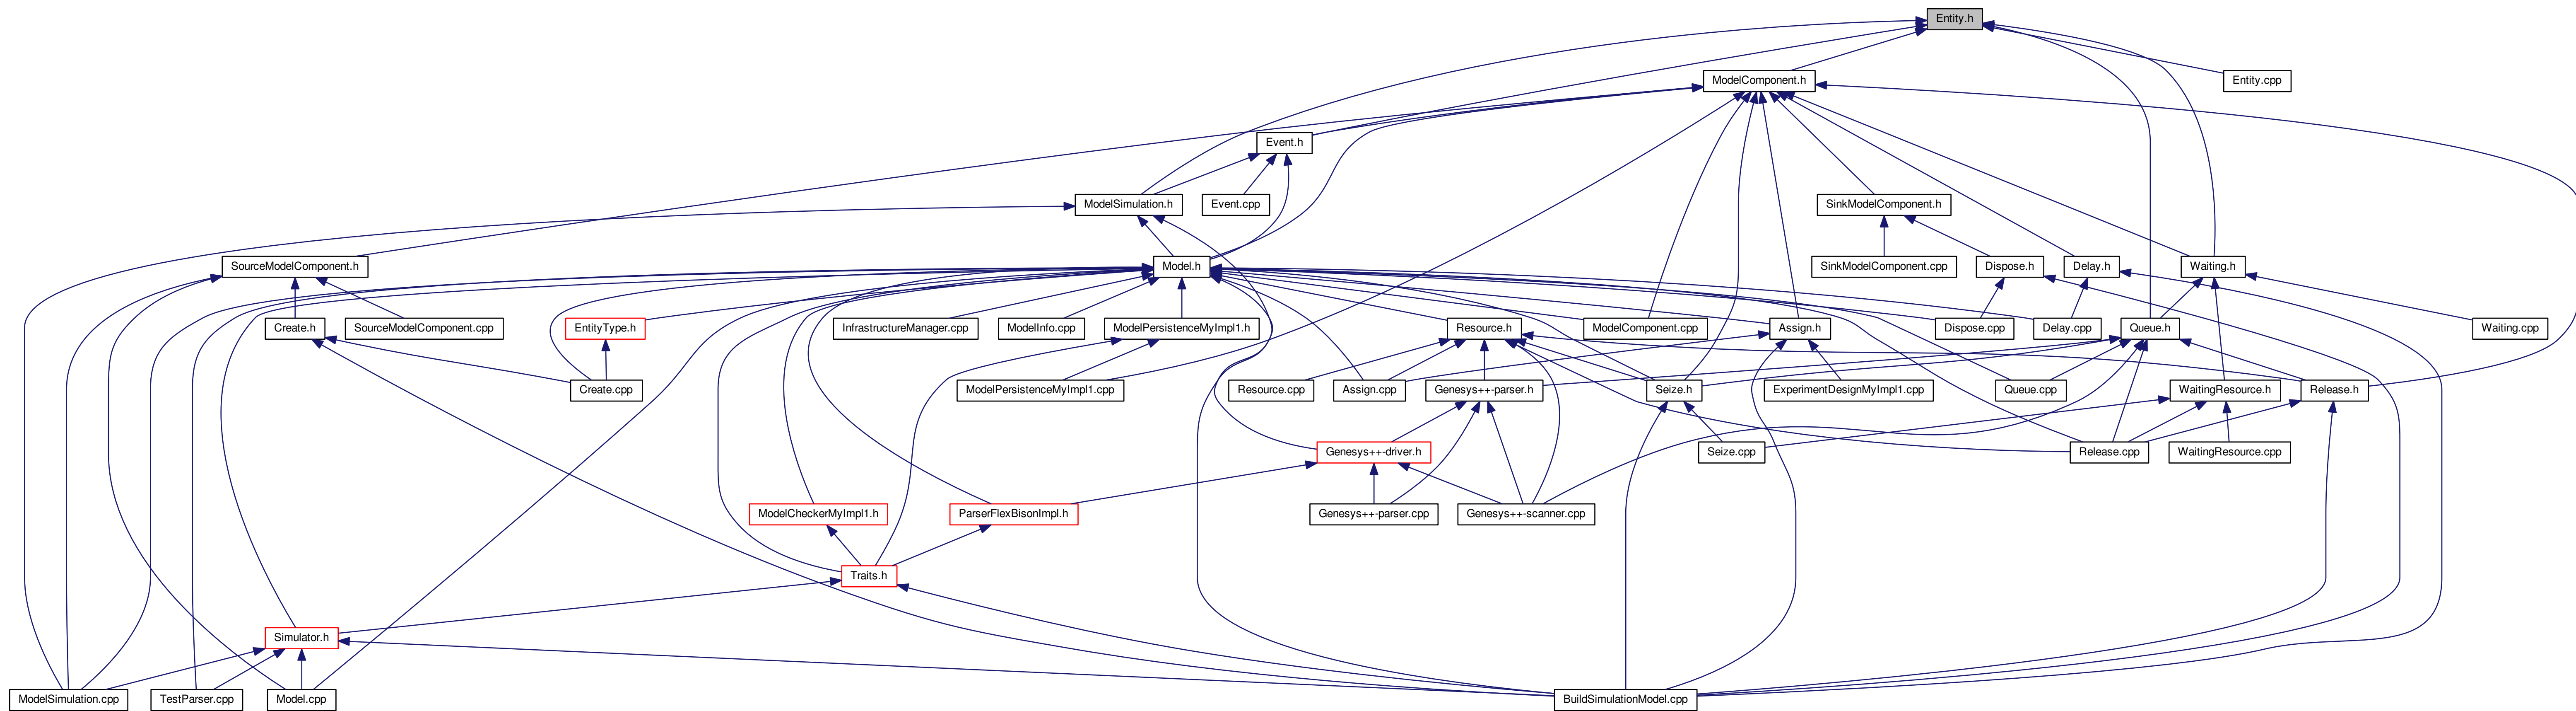 Entity.h
ModelComponent.h
Entity.cpp
Event.h
ModelSimulation.h
Event.cpp
SinkModelComponent.h
SourceModelComponent.h
Model.h
SinkModelComponent.cpp
Dispose.h
Delay.h
Waiting.h
Create.h
SourceModelComponent.cpp
EntityType.h
InfrastructureManager.cpp
ModelInfo.cpp
ModelPersistenceMyImpl1.h
Resource.h
ModelComponent.cpp
Assign.h
Dispose.cpp
Delay.cpp
Queue.h
Waiting.cpp
Create.cpp
ModelPersistenceMyImpl1.cpp
Resource.cpp
Assign.cpp
Genesys++-parser.h
Seize.h
ExperimentDesignMyImpl1.cpp
Queue.cpp
WaitingResource.h
Release.h
Genesys++-driver.h
Seize.cpp
Release.cpp
WaitingResource.cpp
ModelCheckerMyImpl1.h
ParserFlexBisonImpl.h
Genesys++-parser.cpp
Genesys++-scanner.cpp
Traits.h
Simulator.h
ModelSimulation.cpp
TestParser.cpp
Model.cpp
BuildSimulationModel.cpp